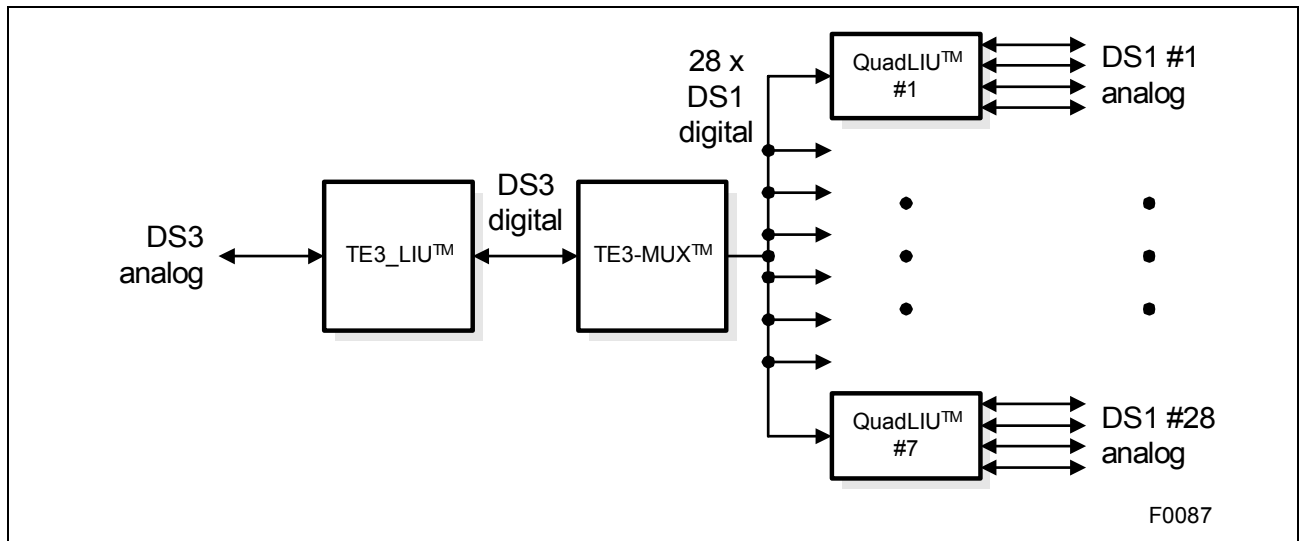 DS3
analog
TE3_LIU™
DS3
digital
TE3-MUX™
28 x
DS1
digital
QuadLIU™
#1
DS1 #1
analog
QuadLIU™
#7
DS1 #28
analog
F0087